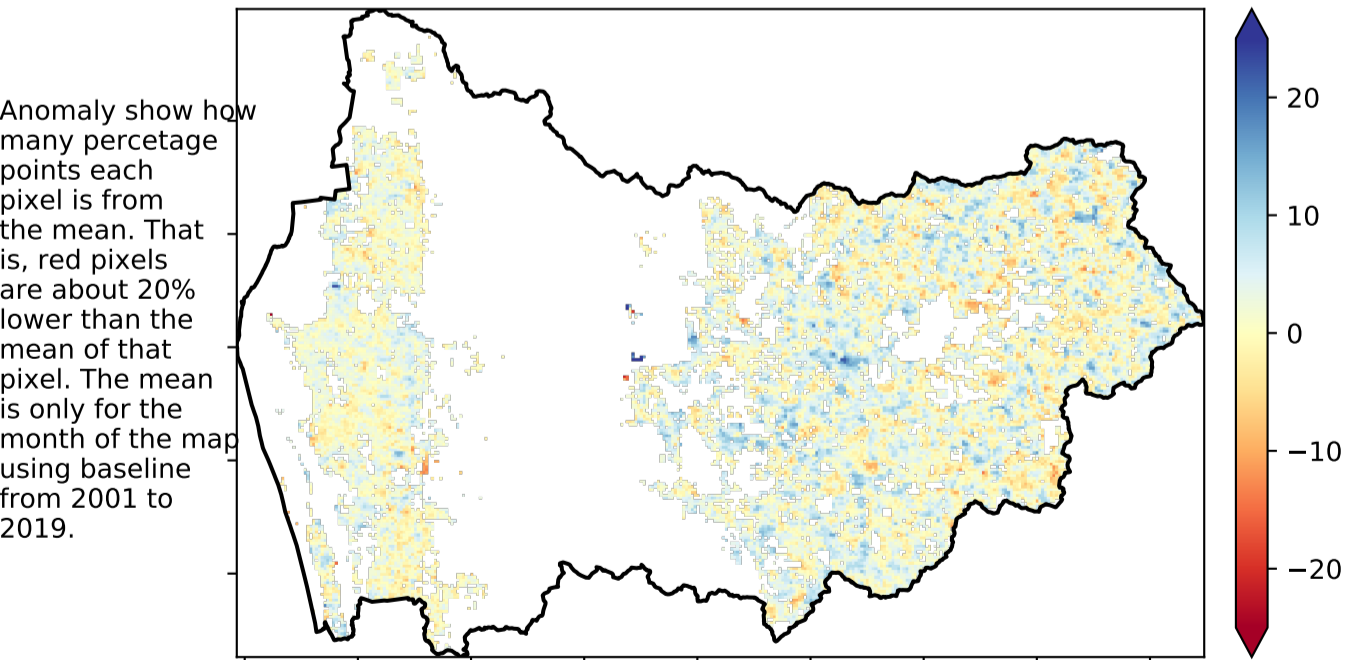 Anomaly show how
many percetage
points each
pixel is from
the mean. That
is, red pixels
are about 20%
lower than the
mean of that
pixel. The mean
is only for the
month of the map
using baseline
from 2001 to
2019.
20
10
0
−10
−20